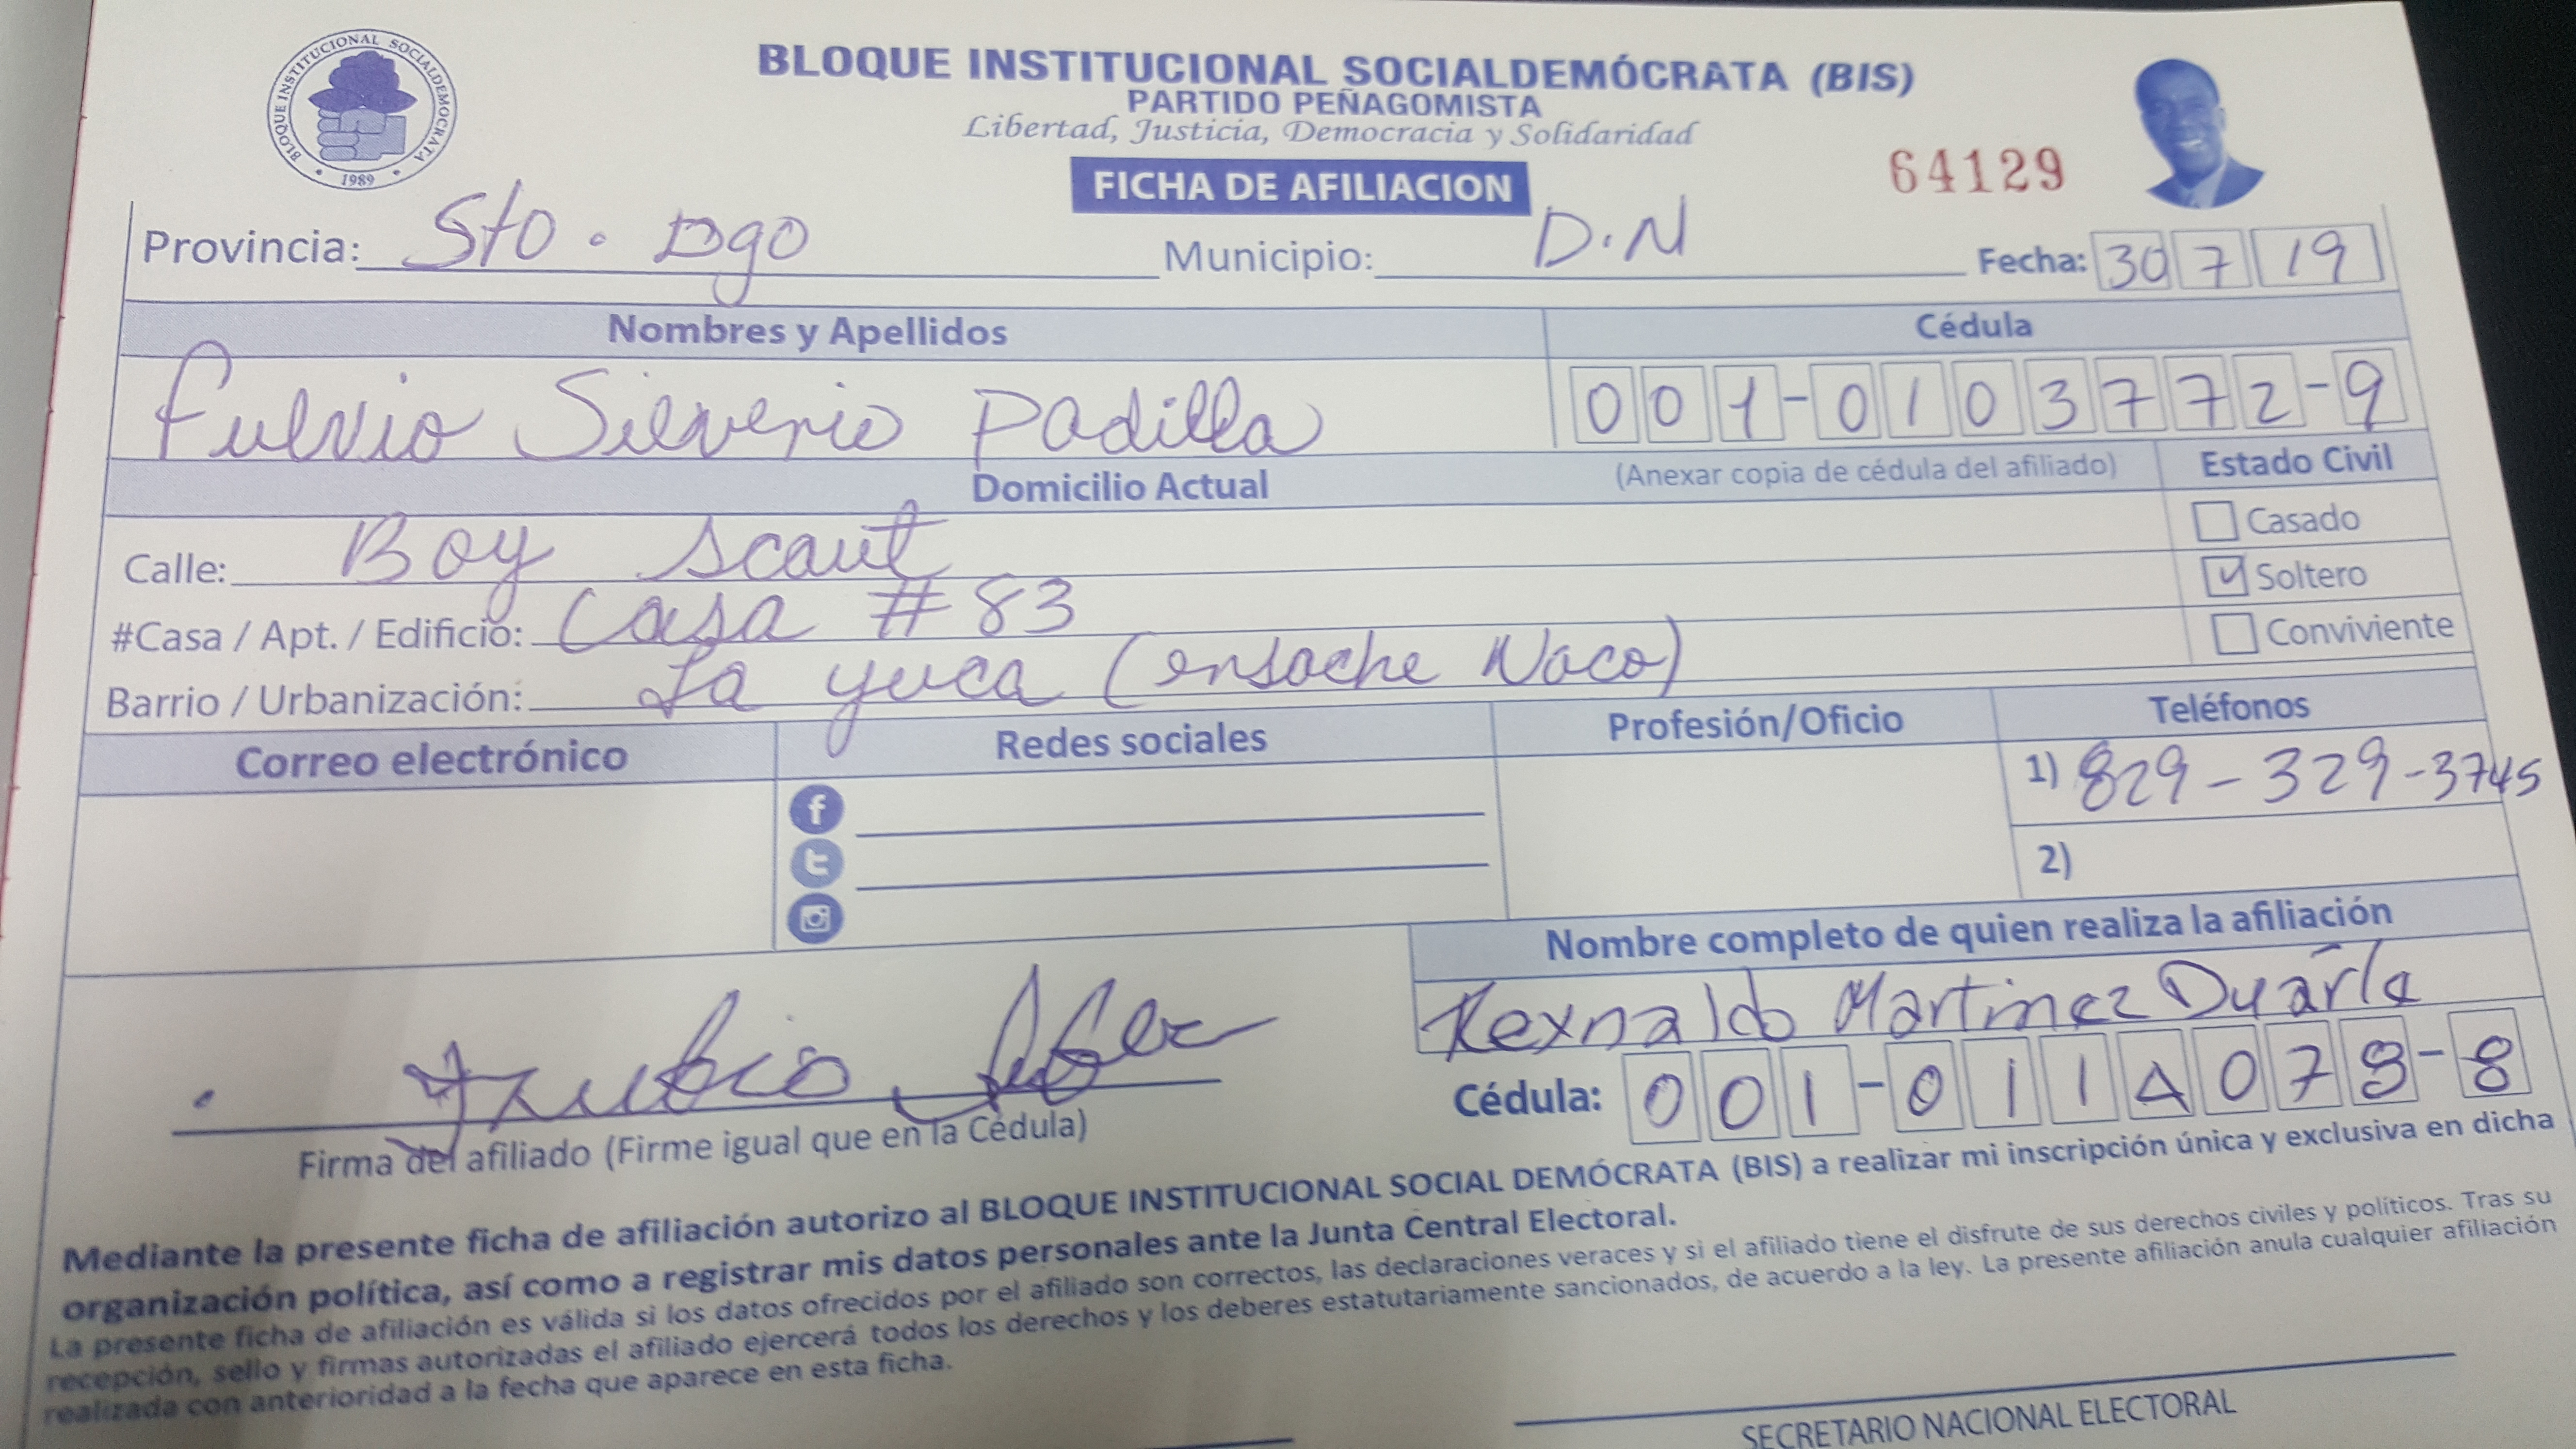 BLOQUE INSTITUCIONAL SOCIALDEMOCRATA
1989
BLOQUE INSTITUCIONAL SOCIALDEMÓCRATA (BIS)
PARTIDO PEÑAGOMISTA
Libertad, Justicia, Democracia y Solidaridad
FICHA DE AFILIACION
64129
Provincia: Sto. Dgo Municipio: D.N Fecha: 30 7 19
Nombres y Apellidos Cédula
Fulvio Silverio Padilla 001-0103772-9
Domicilio Actual (Anexar copia de cédula del afiliado) Estado Civil
Calle: Boy Scaut Casado
#Casa / Apt. / Edificio: Casa # 83 Soltero
Barrio / Urbanización: La yuca (ensache Naco) Conviviente
Correo electrónico Redes sociales Profesión/Oficio Teléfonos
1) 829-329-3745
2)
Nombre completo de quien realiza la afiliación
Reynaldo Martinez Duarte
Cédula: 001-0114078-8
Firma del afiliado (Firme igual que en la Cédula)
Mediante la presente ficha de afiliación autorizo al BLOQUE INSTITUCIONAL SOCIAL DEMÓCRATA (BIS) a realizar mi inscripción única y exclusiva en dicha
organización política, así como a registrar mis datos personales ante la Junta Central Electoral.
La presente ficha de afiliación es válida si los datos ofrecidos por el afiliado son correctos, las declaraciones veraces y si el afiliado tiene el disfrute de sus derechos civiles y políticos. Tras su
recepción, sello y firmas autorizadas el afiliado ejercerá todos los derechos y los deberes estatutariamente sancionados, de acuerdo a la ley. La presente afiliación anula cualquier afiliación
realizada con anterioridad a la fecha que aparece en esta ficha.
SECRETARIO NACIONAL ELECTORAL